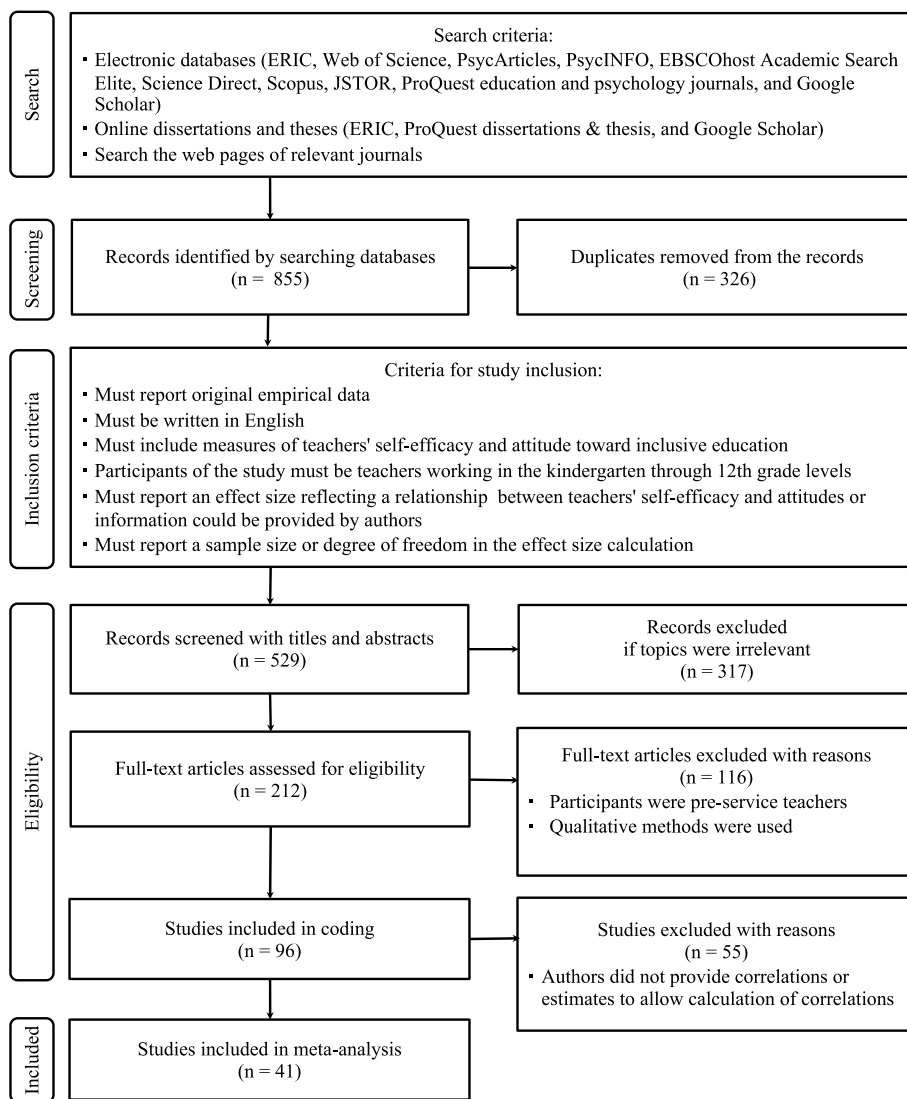 Search
Search criteria:
▪ Electronic databases (ERIC, Web of Science, PsycArticles, PsycINFO, EBSCOhost Academic Search
Elite, Science Direct, Scopus, JSTOR, ProQuest education and psychology journals, and Google
Scholar)
▪ Online dissertations and theses (ERIC, ProQuest dissertations & thesis, and Google Scholar)
▪ Search the web pages of relevant journals
Screening
Records identified by searching databases
(n = 855)
Duplicates removed from the records
(n = 326)
Inclusion criteria
Criteria for study inclusion:
▪ Must report original empirical data
▪ Must be written in English
▪ Must include measures of teachers' self-efficacy and attitude toward inclusive education
▪ Participants of the study must be teachers working in the kindergarten through 12th grade levels
▪ Must report an effect size reflecting a relationship between teachers' self-efficacy and attitudes or
information could be provided by authors
▪ Must report a sample size or degree of freedom in the effect size calculation
Eligibility
Records screened with titles and abstracts
(n = 529)
Records excluded
if topics were irrelevant
(n = 317)
Full-text articles assessed for eligibility
(n = 212)
Full-text articles excluded with reasons
(n = 116)
▪ Participants were pre-service teachers
▪ Qualitative methods were used
Studies included in coding
(n = 96)
Studies excluded with reasons
(n = 55)
▪ Authors did not provide correlations or
estimates to allow calculation of correlations
Included
Studies included in meta-analysis
(n = 41)